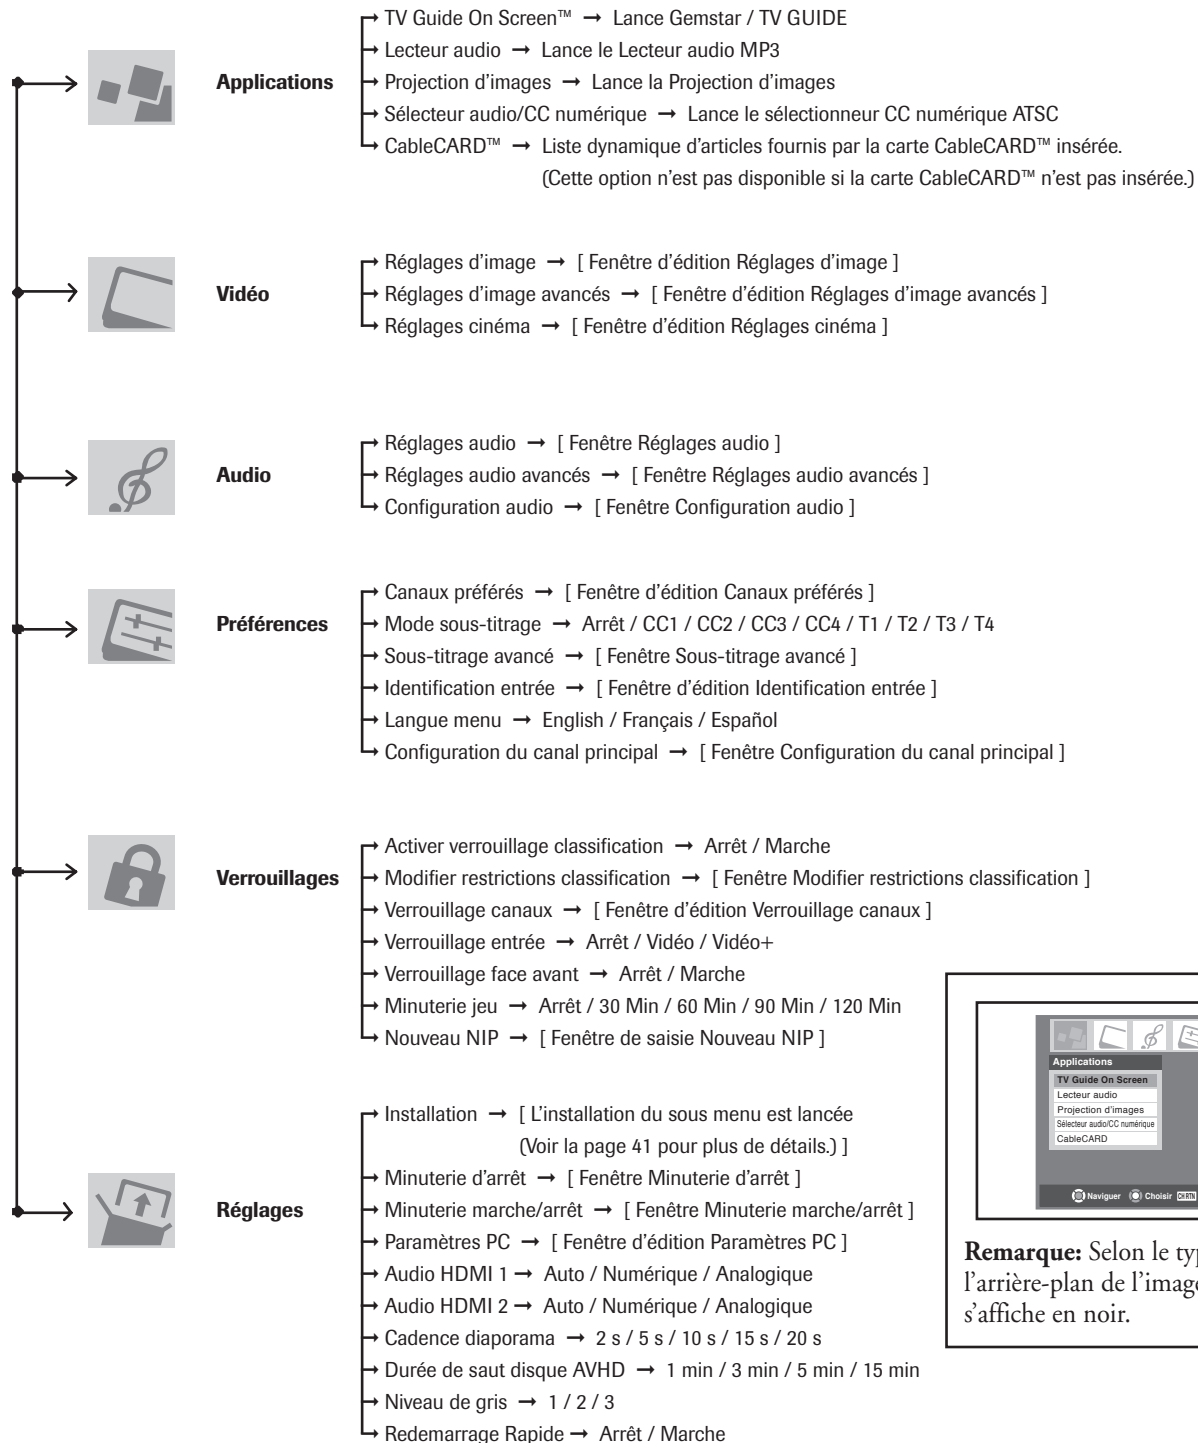 Applications
TV Guide On Screen™ → Lance Gemstar / TV GUIDE
Lecteur audio → Lance le Lecteur audio MP3
Projection d'images → Lance la Projection d'images
Sélecteur audio/CC numérique → Lance le sélectionneur CC numérique ATSC
CableCARD™ → Liste dynamique d'articles fournis par la carte CableCARD™ insérée.
(Cette option n'est pas disponible si la carte CableCARD™ n'est pas insérée.)
Vidéo
Réglages d'image → [ Fenêtre d'édition Réglages d'image ]
Réglages d'image avancés → [ Fenêtre d'édition Réglages d'image avancés ]
Réglages cinéma → [ Fenêtre d'édition Réglages cinéma ]
Audio
Réglages audio → [ Fenêtre Réglages audio ]
Réglages audio avancés → [ Fenêtre Réglages audio avancés ]
Configuration audio → [ Fenêtre Configuration audio ]
Préférences
Canaux préférés → [ Fenêtre d'édition Canaux préférés ]
Mode sous-titrage → Arrêt / CC1 / CC2 / CC3 / CC4 / T1 / T2 / T3 / T4
Sous-titrage avancé → [ Fenêtre Sous-titrage avancé ]
Identification entrée → [ Fenêtre d'édition Identification entrée ]
Langue menu → English / Français / Español
Configuration du canal principal → [ Fenêtre Configuration du canal principal ]
Verrouillages
Activer verrouillage classification → Arrêt / Marche
Modifier restrictions classification → [ Fenêtre Modifier restrictions classification ]
Verrouillage canaux → [ Fenêtre d'édition Verrouillage canaux ]
Verrouillage entrée → Arrêt / Vidéo / Vidéo+
Verrouillage face avant → Arrêt / Marche
Minuterie jeu → Arrêt / 30 Min / 60 Min / 90 Min / 120 Min
Nouveau NIP → [ Fenêtre de saisie Nouveau NIP ]
Réglages
Installation → [ L'installation du sous menu est lancée
(Voir la page 41 pour plus de détails.) ]
Minuterie d'arrêt → [ Fenêtre Minuterie d'arrêt ]
Minuterie marche/arrêt → [ Fenêtre Minuterie marche/arrêt ]
Paramètres PC → [ Fenêtre d'édition Paramètres PC ]
Audio HDMI 1 → Auto / Numérique / Analogique
Audio HDMI 2 → Auto / Numérique / Analogique
Cadence diaporama → 2 s / 5 s / 10 s / 15 s / 20 s
Durée de saut disque AVHD → 1 min / 3 min / 5 min / 15 min
Niveau de gris → 1 / 2 / 3
Redemarrage Rapide → Arrêt / Marche
Applications
TV Guide On Screen
Lecteur audio
Projection d'images
Sélecteur audio/CC numérique
CableCARD
Naviguer Choisir CH RTN
Remarque: Selon le typ
l'arrière-plan de l'image
s'affiche en noir.